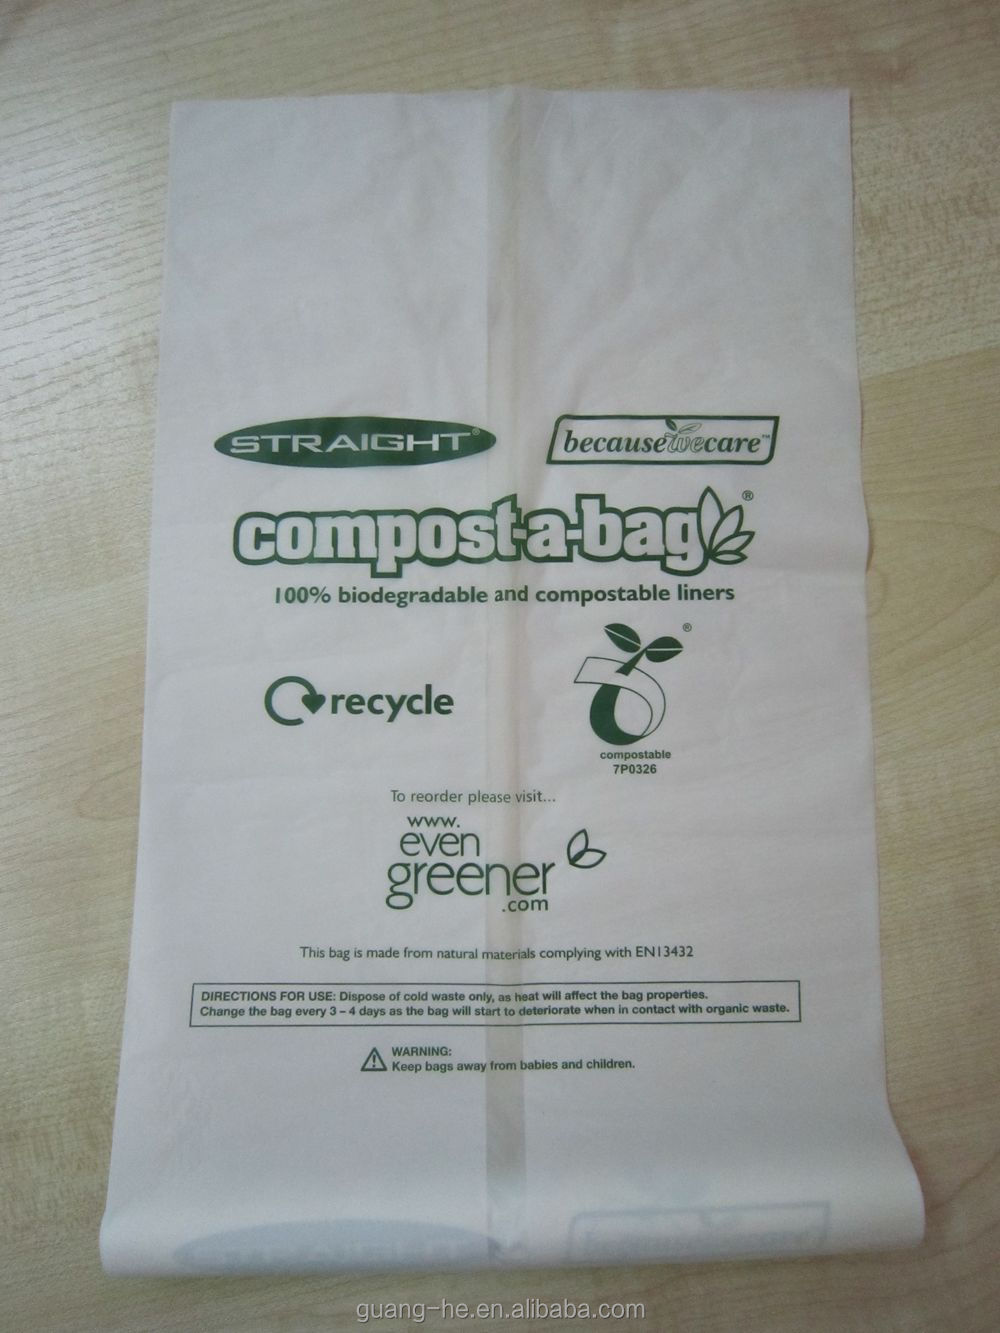 STRAIGHT®
becausewecare™
compost-a-bag®
100% biodegradable and compostable liners
recycle
®
compostable
7P0326
To reorder please visit...
www.
even
greener
.com
This bag is made from natural materials complying with EN13432
DIRECTIONS FOR USE: Dispose of cold waste only, as heat will affect the bag properties.
Change the bag every 3 – 4 days as the bag will start to deteriorate when in contact with organic waste.
WARNING:
Keep bags away from babies and children.
guang-he.en.alibaba.com